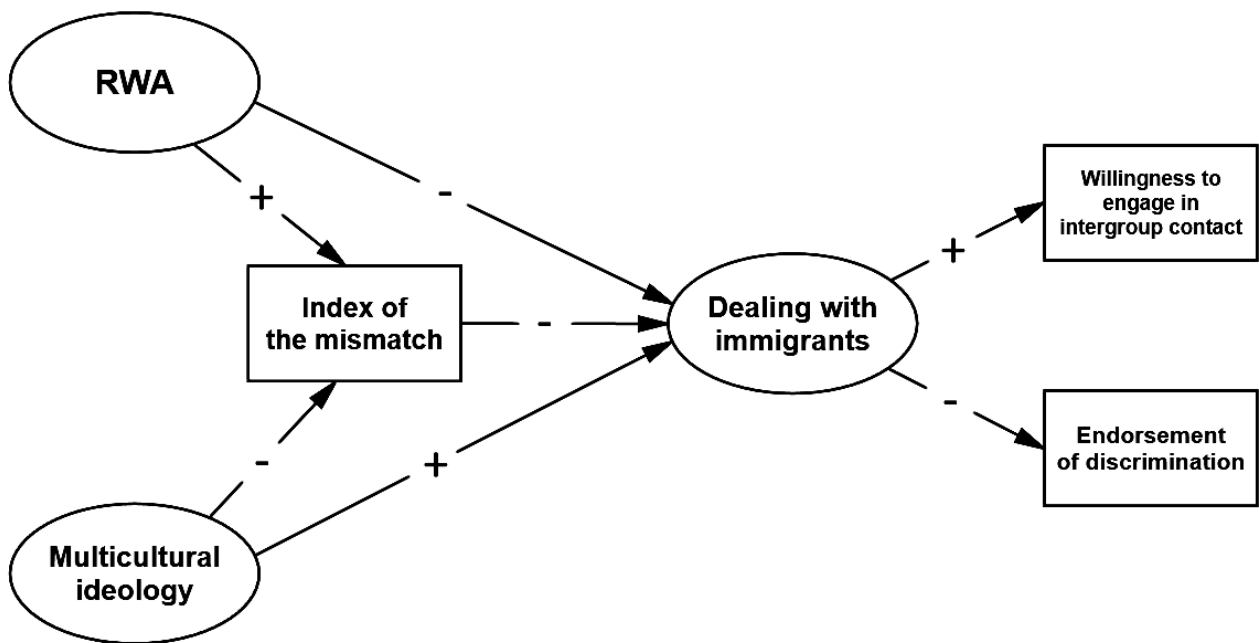 RWA
+
-
Willingness to
engage in
intergroup contact
+
Index of
the mismatch
-
Dealing with
immigrants
-
+
-
Endorsement
of discrimination
Multicultural
ideology